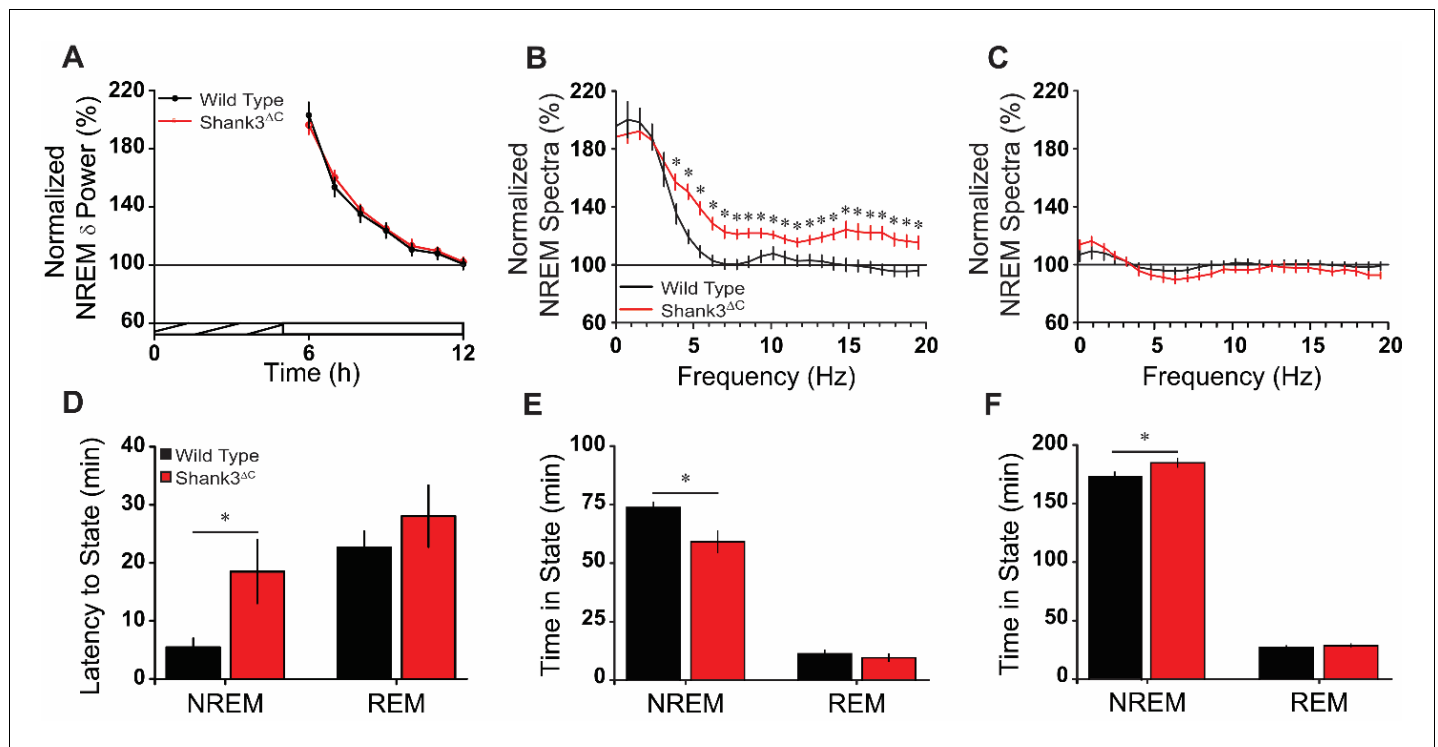 A
Normalized
NREM δ Power (%)
220
180
140
100
60
Wild Type
Shank3ΔC
0
6
12
Time (h)
B
Normalized
NREM Spectra (%)
220
180
140
100
60
* * * * * * * * * * * * * * * * * * * * *
Wild Type
Shank3ΔC
0
5
10
15
20
Frequency (Hz)
C
Normalized
NREM Spectra (%)
220
180
140
100
60
0
5
10
15
20
Frequency (Hz)
D
Latency to State (min)
40
30
20
10
0
Wild Type
Shank3ΔC
*
NREM
REM
E
Time in State (min)
100
75
50
25
0
*
NREM
REM
F
Time in State (min)
200
150
100
50
0
*
NREM
REM